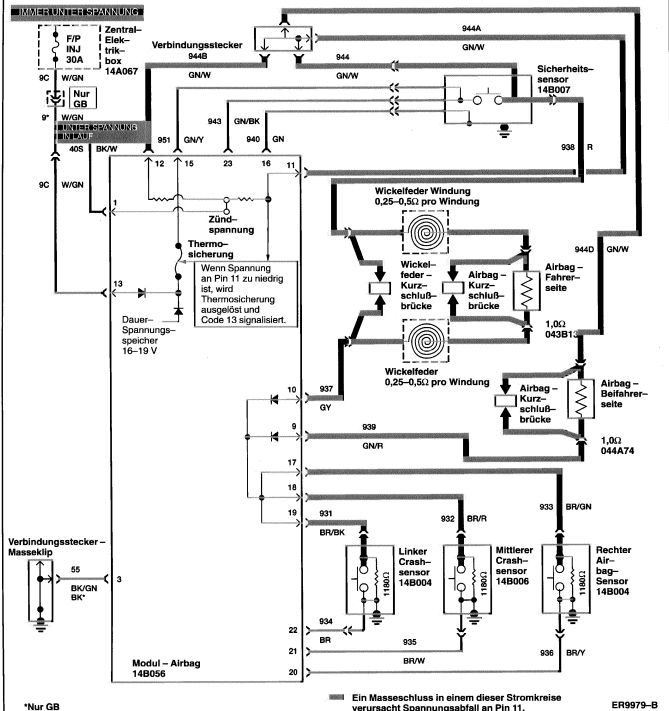 IMMER UNTER SPANNUNG
F/P
INJ
30A
Zentral–
Elek–
trik–
box
14A067
9C W/GN
Nur
GB
9* W/GN
UNTER SPANNUNG
IN LAUF
40S BK/W
9C W/GN
Verbindungsstecker
944B
GN/W
944
GN/W
944A
GN/W
Sicherheits–
sensor
14B007
951 GN/Y
943 GN/BK
940 GN
938 R
944D GN/W
12 15 23 16 11
1
13
Zünd–
spannung
Thermo–
sicherung
Wenn Spannung
an Pin 11 zu niedrig
ist, wird
Thermosicherung
ausgelöst und
Code 13 signalisert.
Dauer–
Spannungs–
speicher
16–19 V
Wickelfeder Windung
0,25–0,5Ω pro Windung
Wickel–
feder –
Kurz–
schluß–
brücke
Airbag –
Kurz–
schluß–
brücke
Airbag –
Fahrer–
seite
1,0Ω
043B13
Wickelfeder
0,25–0,5Ω pro Windung
Airbag –
Kurz–
schluß–
brücke
Airbag –
Beifahrer–
seite
1,0Ω
044A74
10 937
GY
9 939
GN/R
17
18
19 931
BR/BK
932 BR/R
933 BR/GN
Linker
Crash–
sensor
14B004
1180Ω
Mittlerer
Crash–
sensor
14B006
1180Ω
Rechter
Air–
bag–
Sensor
14B004
1180Ω
Verbindungsstecker –
Masseklip
55
BK/GN
BK*
3
22 934
BR
21 935
BR/W
20
936 BR/Y
Modul – Airbag
14B056
*Nur GB
Ein Masseschluss in einem dieser Stromkreise
verursacht Spannungsabfall an Pin 11.
ER9979–B